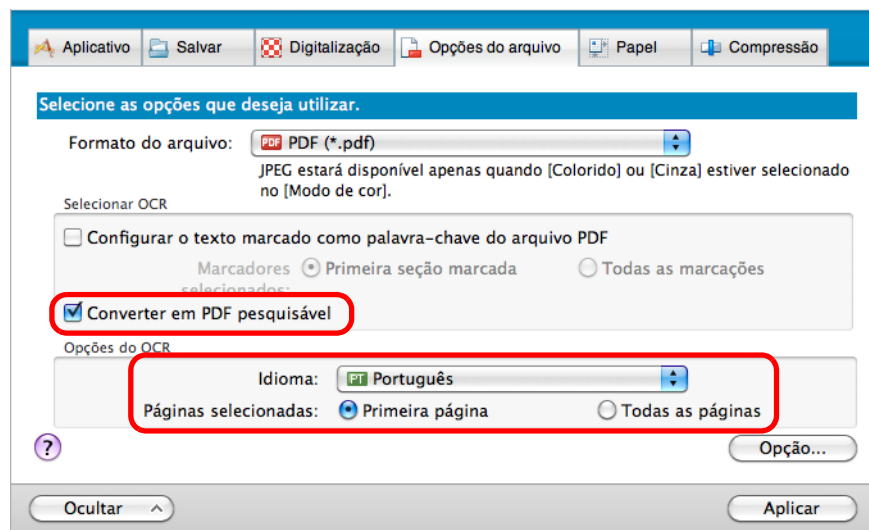 Aplicativo Salvar Digitalização Opções do arquivo Papel Compressão
Selecione as opções que deseja utilizar.
Formato do arquivo: PDF PDF (*.pdf)
JPEG estará disponível apenas quando [Colorido] ou [Cinza] estiver selecionado
no [Modo de cor].
Selecionar OCR
Configurar o texto marcado como palavra-chave do arquivo PDF
Marcadores Primeira seção marcada Todas as marcações
selecionados:
Converter em PDF pesquisável
Opções do OCR
Idioma: PT Português
Páginas selecionadas: Primeira página Todas as páginas
? Opção...
Ocultar Aplicar